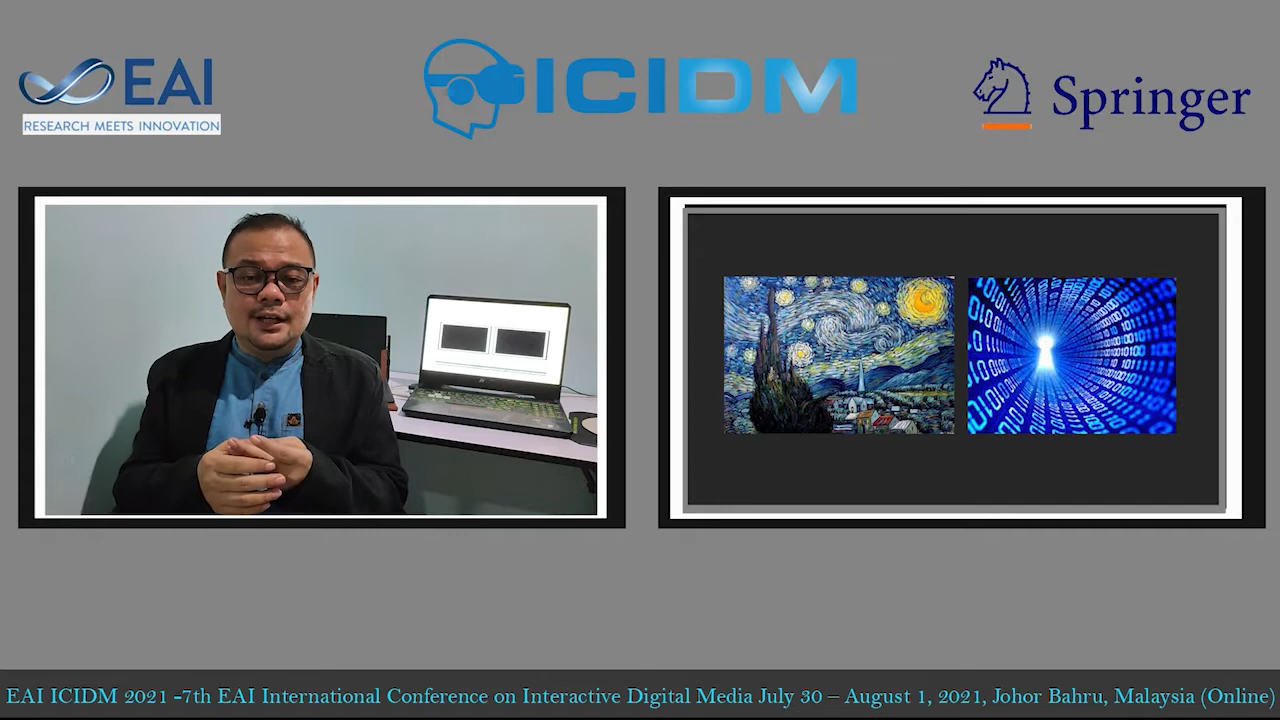 EAI
RESEARCH MEETS INNOVATION
ICIDM
Springer
EAI ICIDM 2021 -7th EAI International Conference on Interactive Digital Media July 30 – August 1, 2021, Johor Bahru, Malaysia (Online)